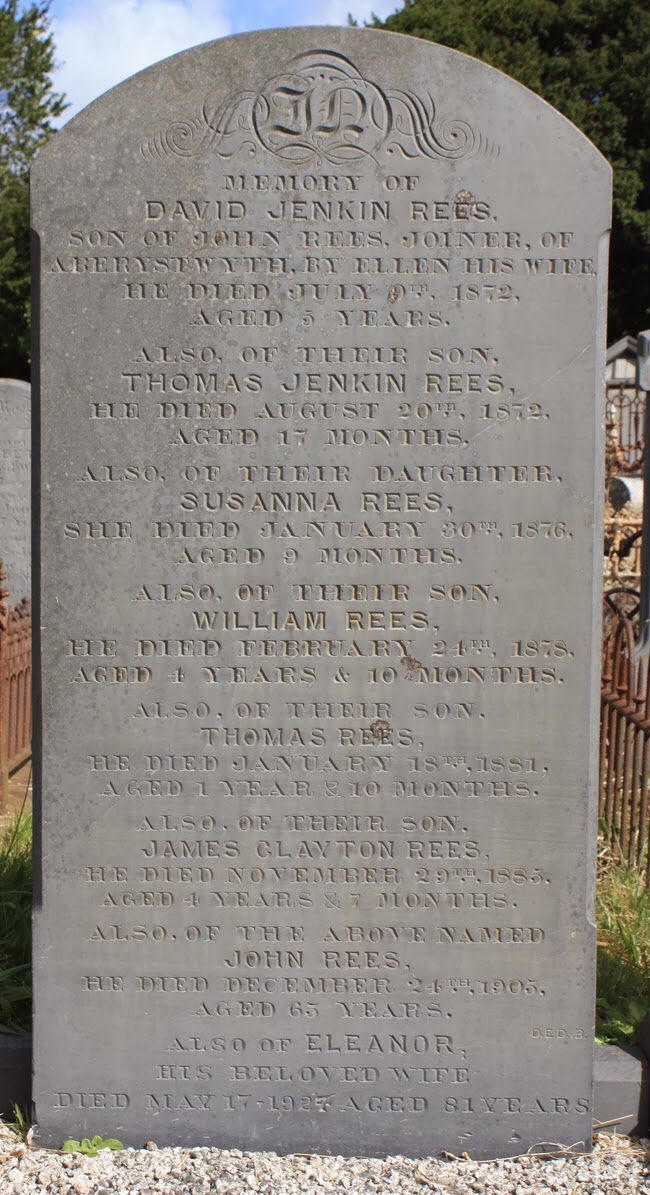 IN
MEMORY OF
DAVID JENKIN REES,
SON OF JOHN REES, JOINER, OF
ABERYSTWYTH, BY ELLEN HIS WIFE.
HE DIED JULY 9TH, 1872,
AGED 5 YEARS.
ALSO, OF THEIR SON,
THOMAS JENKIN REES,
HE DIED AUGUST 20TH, 1872,
AGED 17 MONTHS.
ALSO, OF THEIR DAUGHTER,
SUSANNA REES,
SHE DIED JANUARY 30TH, 1876,
AGED 9 MONTHS.
ALSO, OF THEIR SON,
WILLIAM REES,
HE DIED FEBRUARY 24TH, 1878,
AGED 4 YEARS & 10 MONTHS.
ALSO, OF THEIR SON,
THOMAS REES,
HE DIED JANUARY 18TH, 1881,
AGED 1 YEAR & 10 MONTHS.
ALSO, OF THEIR SON,
JAMES CLAYTON REES,
HE DIED NOVEMBER 29TH, 1885,
AGED 4 YEARS & 7 MONTHS.
ALSO, OF THE ABOVE NAMED
JOHN REES,
HE DIED DECEMBER 24TH, 1905,
AGED 65 YEARS.
ALSO OF ELEANOR,
HIS BELOVED WIFE
DIED MAY 17-1927 AGED 81 YEARS